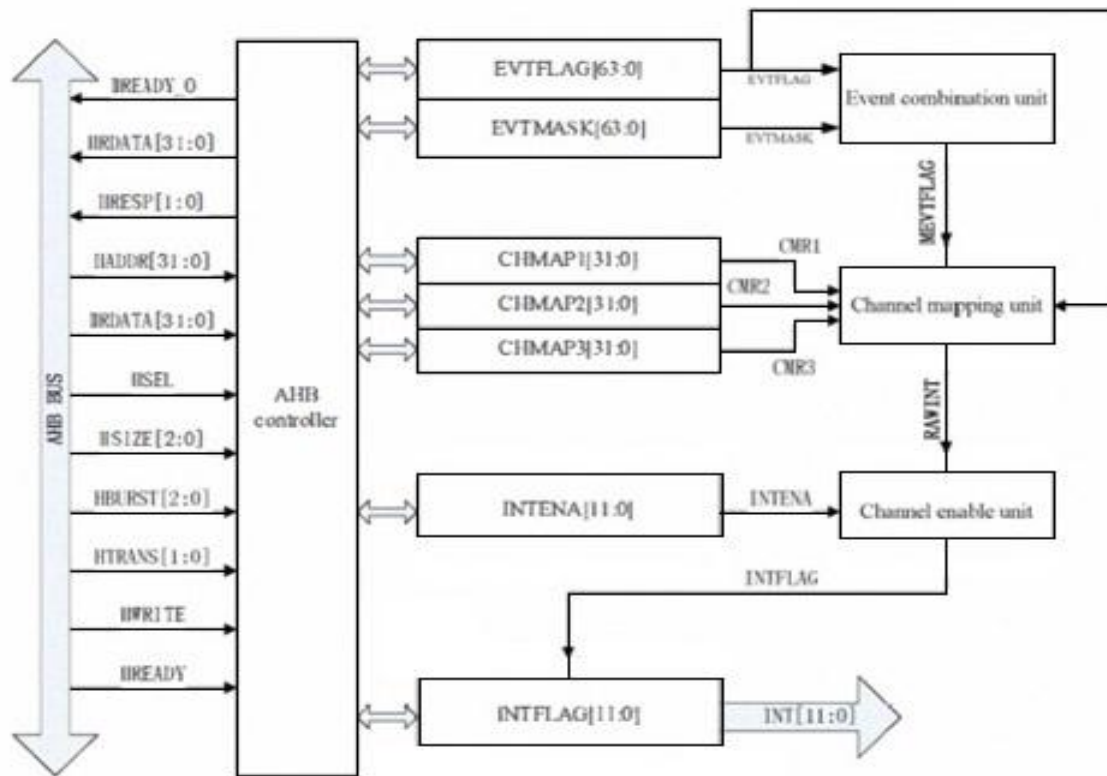 EVTFLAG[63:0]
EVTFLAG
Event combination unit
HREADY_O
EVTMASK[63:0]
EVTMASK
HRDATA[31:0]
MEVTFLAG
HRESP[1:0]
CMR1
HADDR[31:0]
CHMAP1[31:0]
CMR2
CHMAP2[31:0]
Channel mapping unit
HRDATA[31:0]
CHMAP3[31:0]
CMR3
AHB BUS
HSEL
AHB
controller
RAWINT
HSIZE[2:0]
HBURST[2:0]
INTENA[11:0]
INTENA
Channel enable unit
HTRANS[1:0]
INTFLAG
HWRITE
HREADY
INTFLAG[11:0]
INT[11:0]